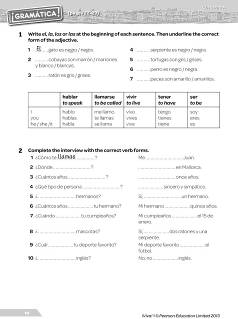 GRAMÁTICA
1 Write el, la, los or las at the beginning of each sentence. Then underline the correct form of the adjective.
1 El gato es negro / negra.
2 cobayas son marrón / marrones y blanco / blancas.
3 ratón es gris / grises.
4 serpiente es negro / negra.
5 tortugas son gris / grises.
6 perro es negro / negra.
7 peces son amarillo / amarillos.
hablar to speak
llamarse to be called
vivir to live
tener to have
ser to be
I hablo me llamo vivo tengo soy
you hablas te llamas vives tienes eres
he / she / it habla se llama vive tiene es
2 Complete the interview with the correct verb forms.
1 ¿Cómo te llamas? Me Juan.
2 ¿Dónde ? en Mallorca.
3 ¿Cuántos años ? once años.
4 ¿Qué tipo de persona ? sincero y simpático.
5 ¿ hermanos? Sí, un hermano.
6 ¿Cuántos años tu hermano? Mi hermano quince años.
7 ¿Cuándo tu cumpleaños? Mi cumpleaños el 15 de enero.
8 ¿ mascotas? Sí, dos ratones y una serpiente.
9 ¿Cuál tu deporte favorito? Mi deporte favorito el fútbol.
10 ¿ inglés? No, no inglés.
© Pearson Education Limited 2013